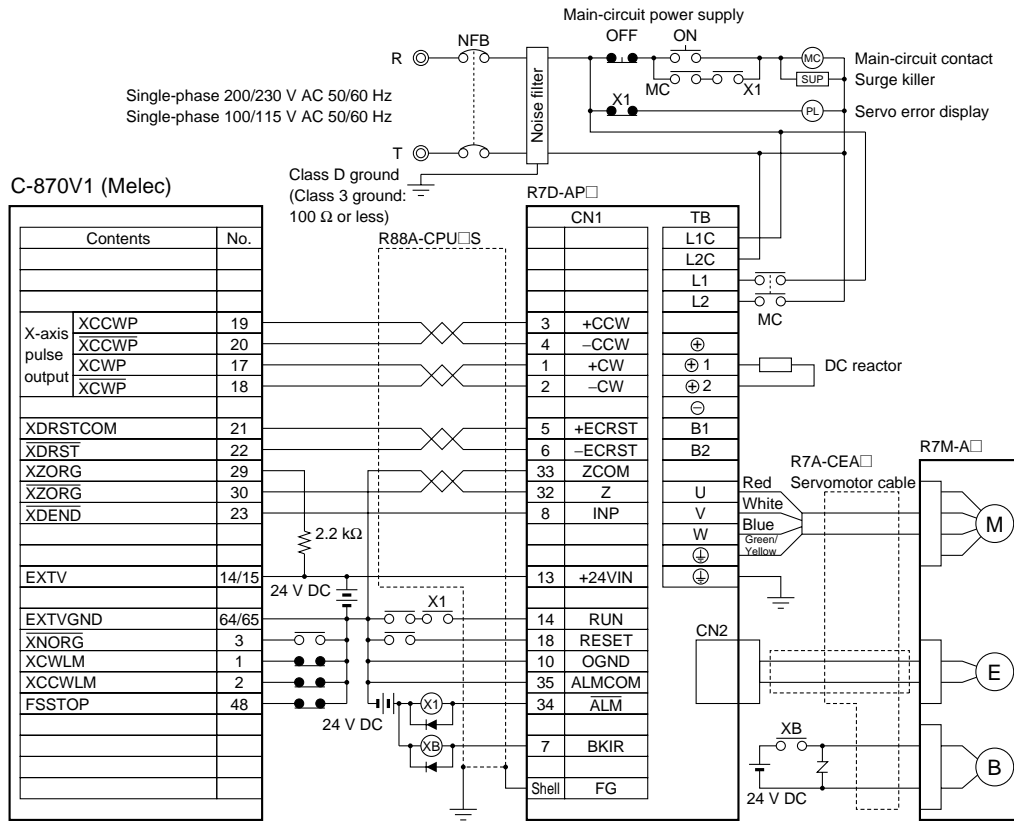 Main-circuit power supply
OFF ON
NFB
R
MC Main-circuit contact
SUP Surge killer
MC X1
Noise filter
X1
PL Servo error display
Single-phase 200/230 V AC 50/60 Hz
Single-phase 100/115 V AC 50/60 Hz
T
Class D ground
(Class 3 ground:
100 Ω or less)
C-870V1 (Melec)
R7D-AP□
CN1 TB
Contents No.
R88A-CPU□S
L1C
L2C
L1
L2
MC
X-axis pulse output
XCCWP 19 3 +CCW
XCCWP 20 4 −CCW ⊕
XCWP 17 1 +CW ⊕ 1 DC reactor
XCWP 18 2 −CW ⊕ 2
⊖
XDRSTCOM 21 5 +ECRST B1
XDRST 22 6 −ECRST B2
R7M-A□
R7A-CEA□
Servomotor cable
XZORG 29 33 ZCOM
XZORG 30 32 Z U Red
XDEND 23 8 INP V White
W Blue
Green/
Yellow
M
2.2 kΩ
EXTV 14/15 13 +24VIN
24 V DC
X1
EXTVGND 64/65 14 RUN
CN2
XNORG 3 18 RESET
XCWLM 1 10 OGND
E
XCCWLM 2 35 ALMCOM
FSSTOP 48 X1 34 ALM
24 V DC
XB
XB 7 BKIR
B
24 V DC
Shell FG